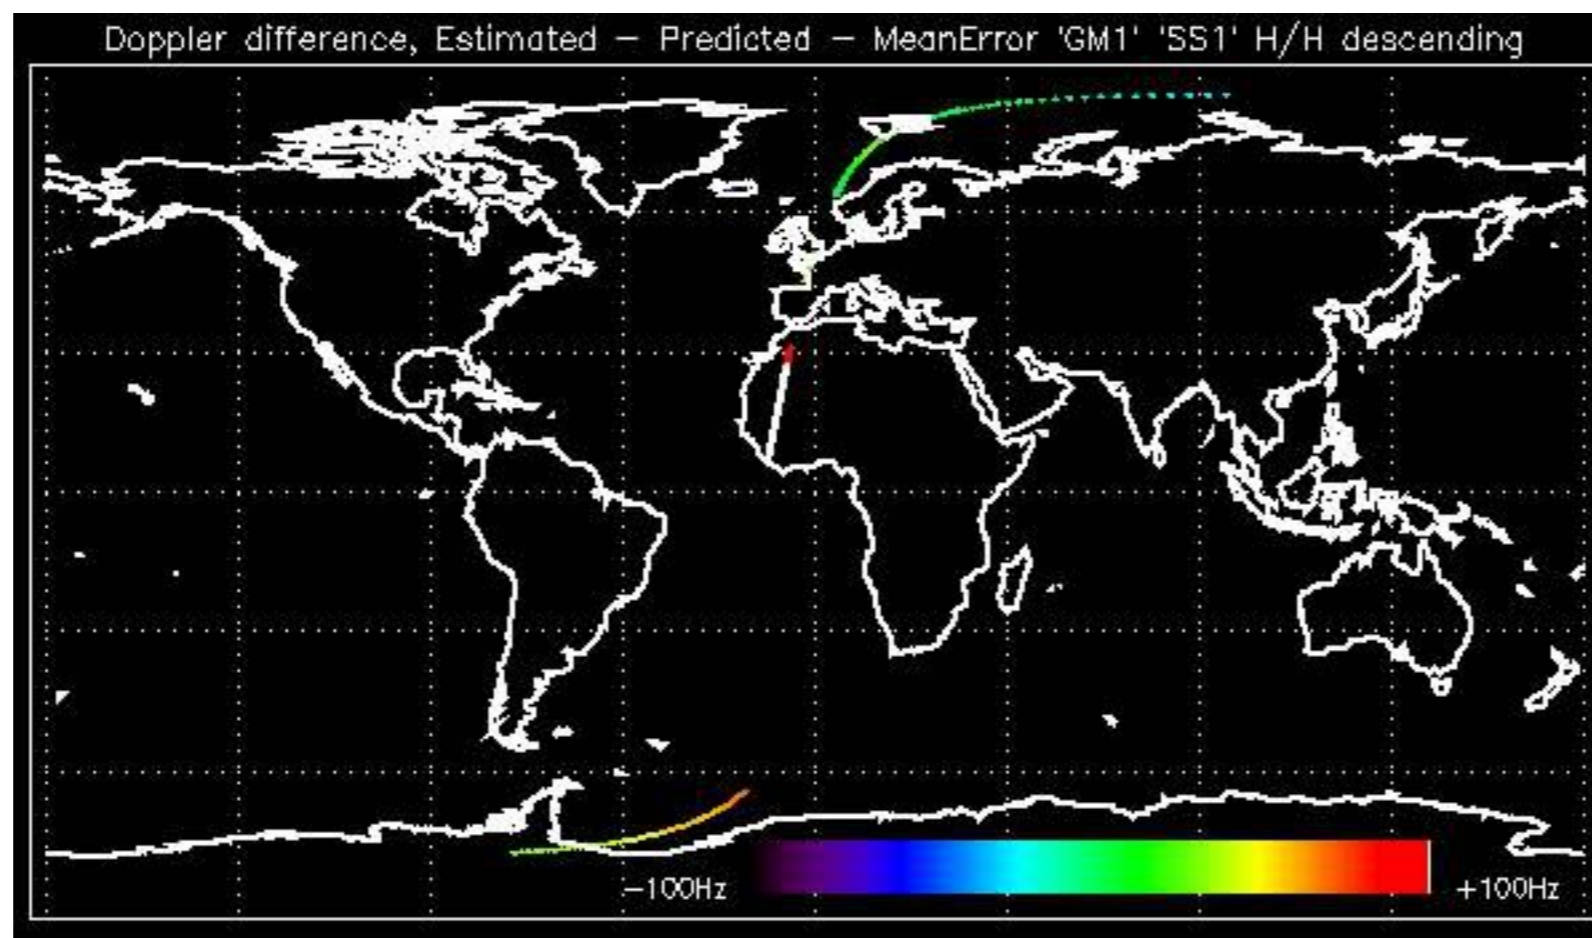 Doppler difference, Estimated – Predicted – MeanError 'GM1' 'SS1' H/H descending
−100Hz
+100Hz